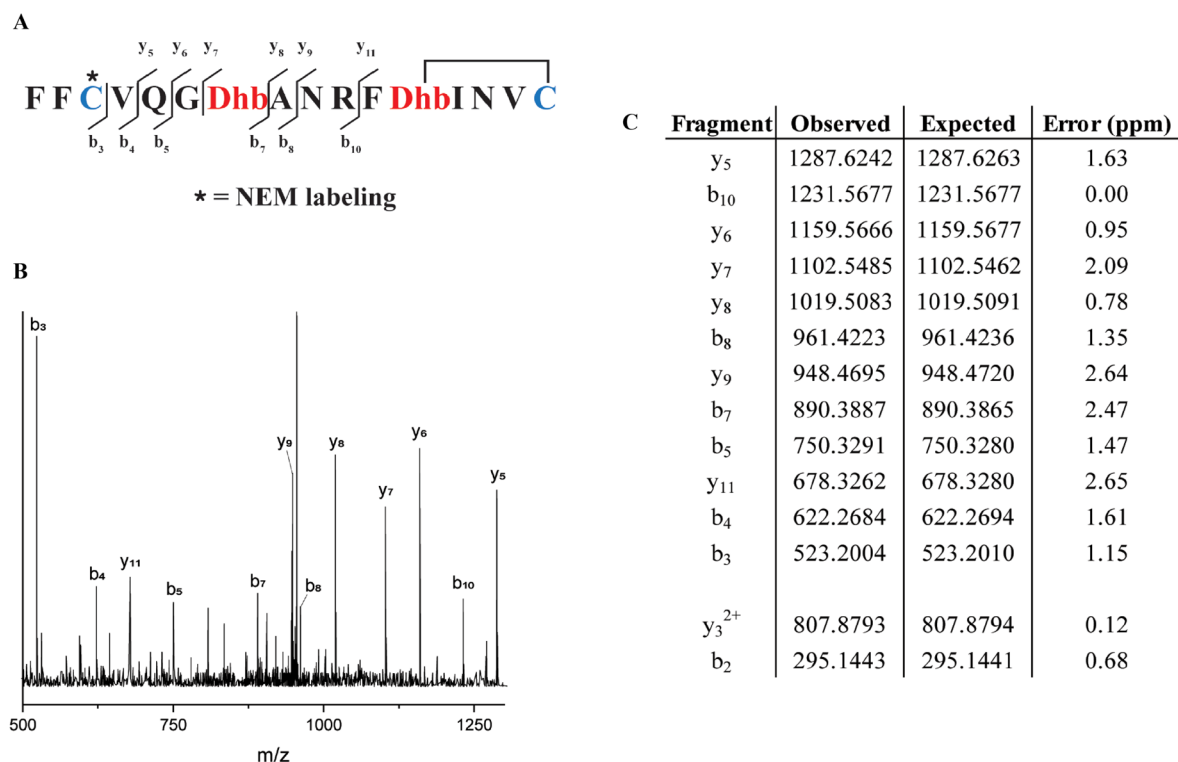 A
y₅ y₆ y₇ y₈ y₉ y₁₁
*
F F C V Q G Dhb A N R F Dhb I N V C
b₃ b₄ b₅ b₇ b₈ b₁₀
* = NEM labeling
B
b₃
b₄
y₁₁
b₅
b₇
y₉
b₈
y₈
y₇
y₆
b₁₀
y₅
500 750 1000 1250
m/z
C
Fragment Observed Expected Error (ppm)
y₅ 1287.6242 1287.6263 1.63
b₁₀ 1231.5677 1231.5677 0.00
y₆ 1159.5666 1159.5677 0.95
y₇ 1102.5485 1102.5462 2.09
y₈ 1019.5083 1019.5091 0.78
b₈ 961.4223 961.4236 1.35
y₉ 948.4695 948.4720 2.64
b₇ 890.3887 890.3865 2.47
b₅ 750.3291 750.3280 1.47
y₁₁ 678.3262 678.3280 2.65
b₄ 622.2684 622.2694 1.61
b₃ 523.2004 523.2010 1.15
y₃²⁺ 807.8793 807.8794 0.12
b₂ 295.1443 295.1441 0.68